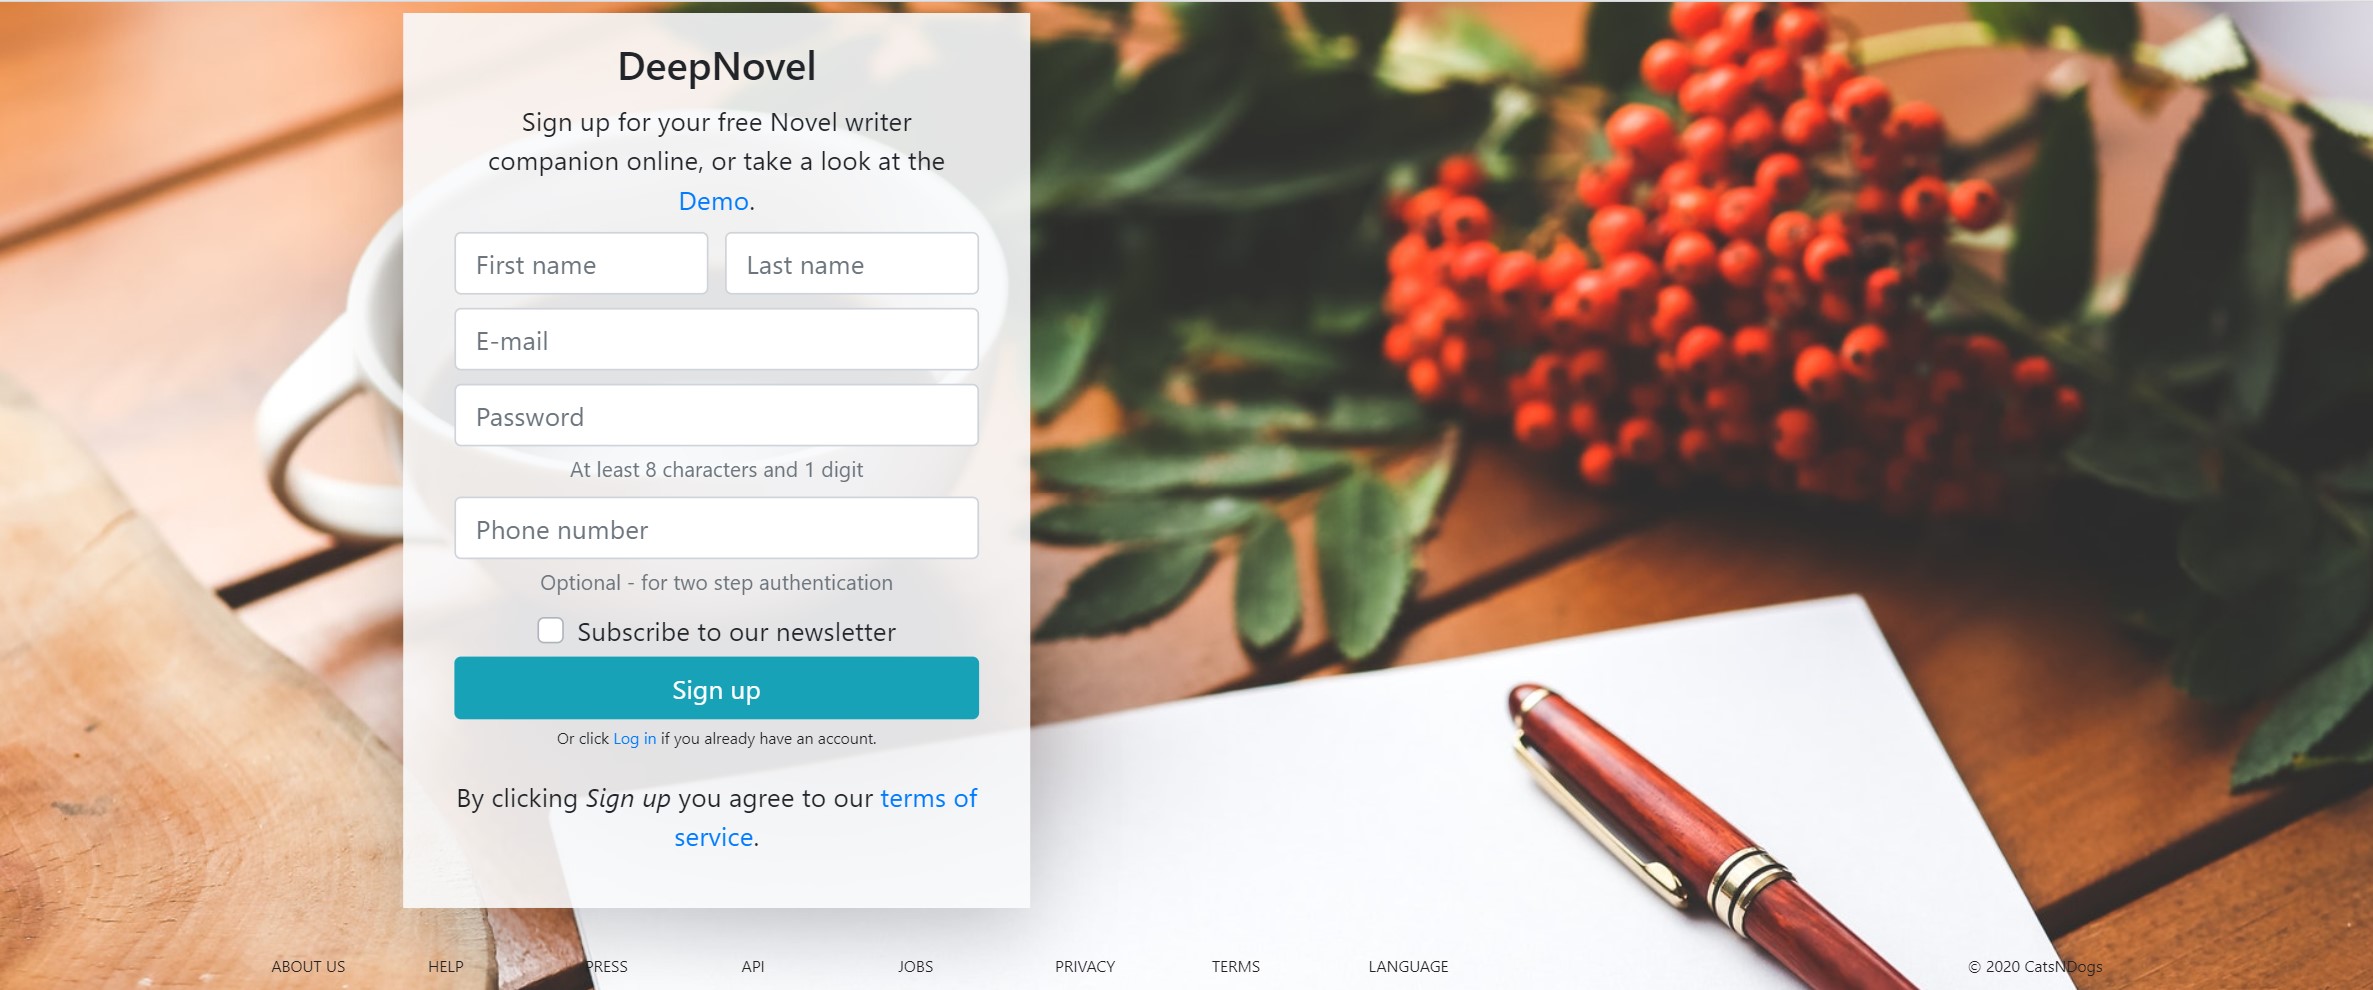 DeepNovel
Sign up for your free Novel writer
companion online, or take a look at the
Demo.
First name
Last name
E-mail
Password
At least 8 characters and 1 digit
Phone number
Optional - for two step authentication
Subscribe to our newsletter
Sign up
Or click Log in if you already have an account.
By clicking Sign up you agree to our terms of
service.
ABOUT US HELP PRESS API JOBS PRIVACY TERMS LANGUAGE © 2020 CatsNDogs